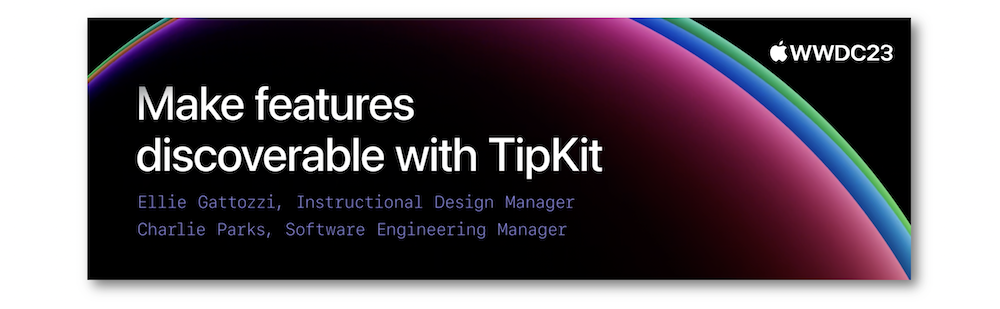 WWDC23
Make features
discoverable with TipKit
Ellie Gattozzi, Instructional Design Manager
Charlie Parks, Software Engineering Manager